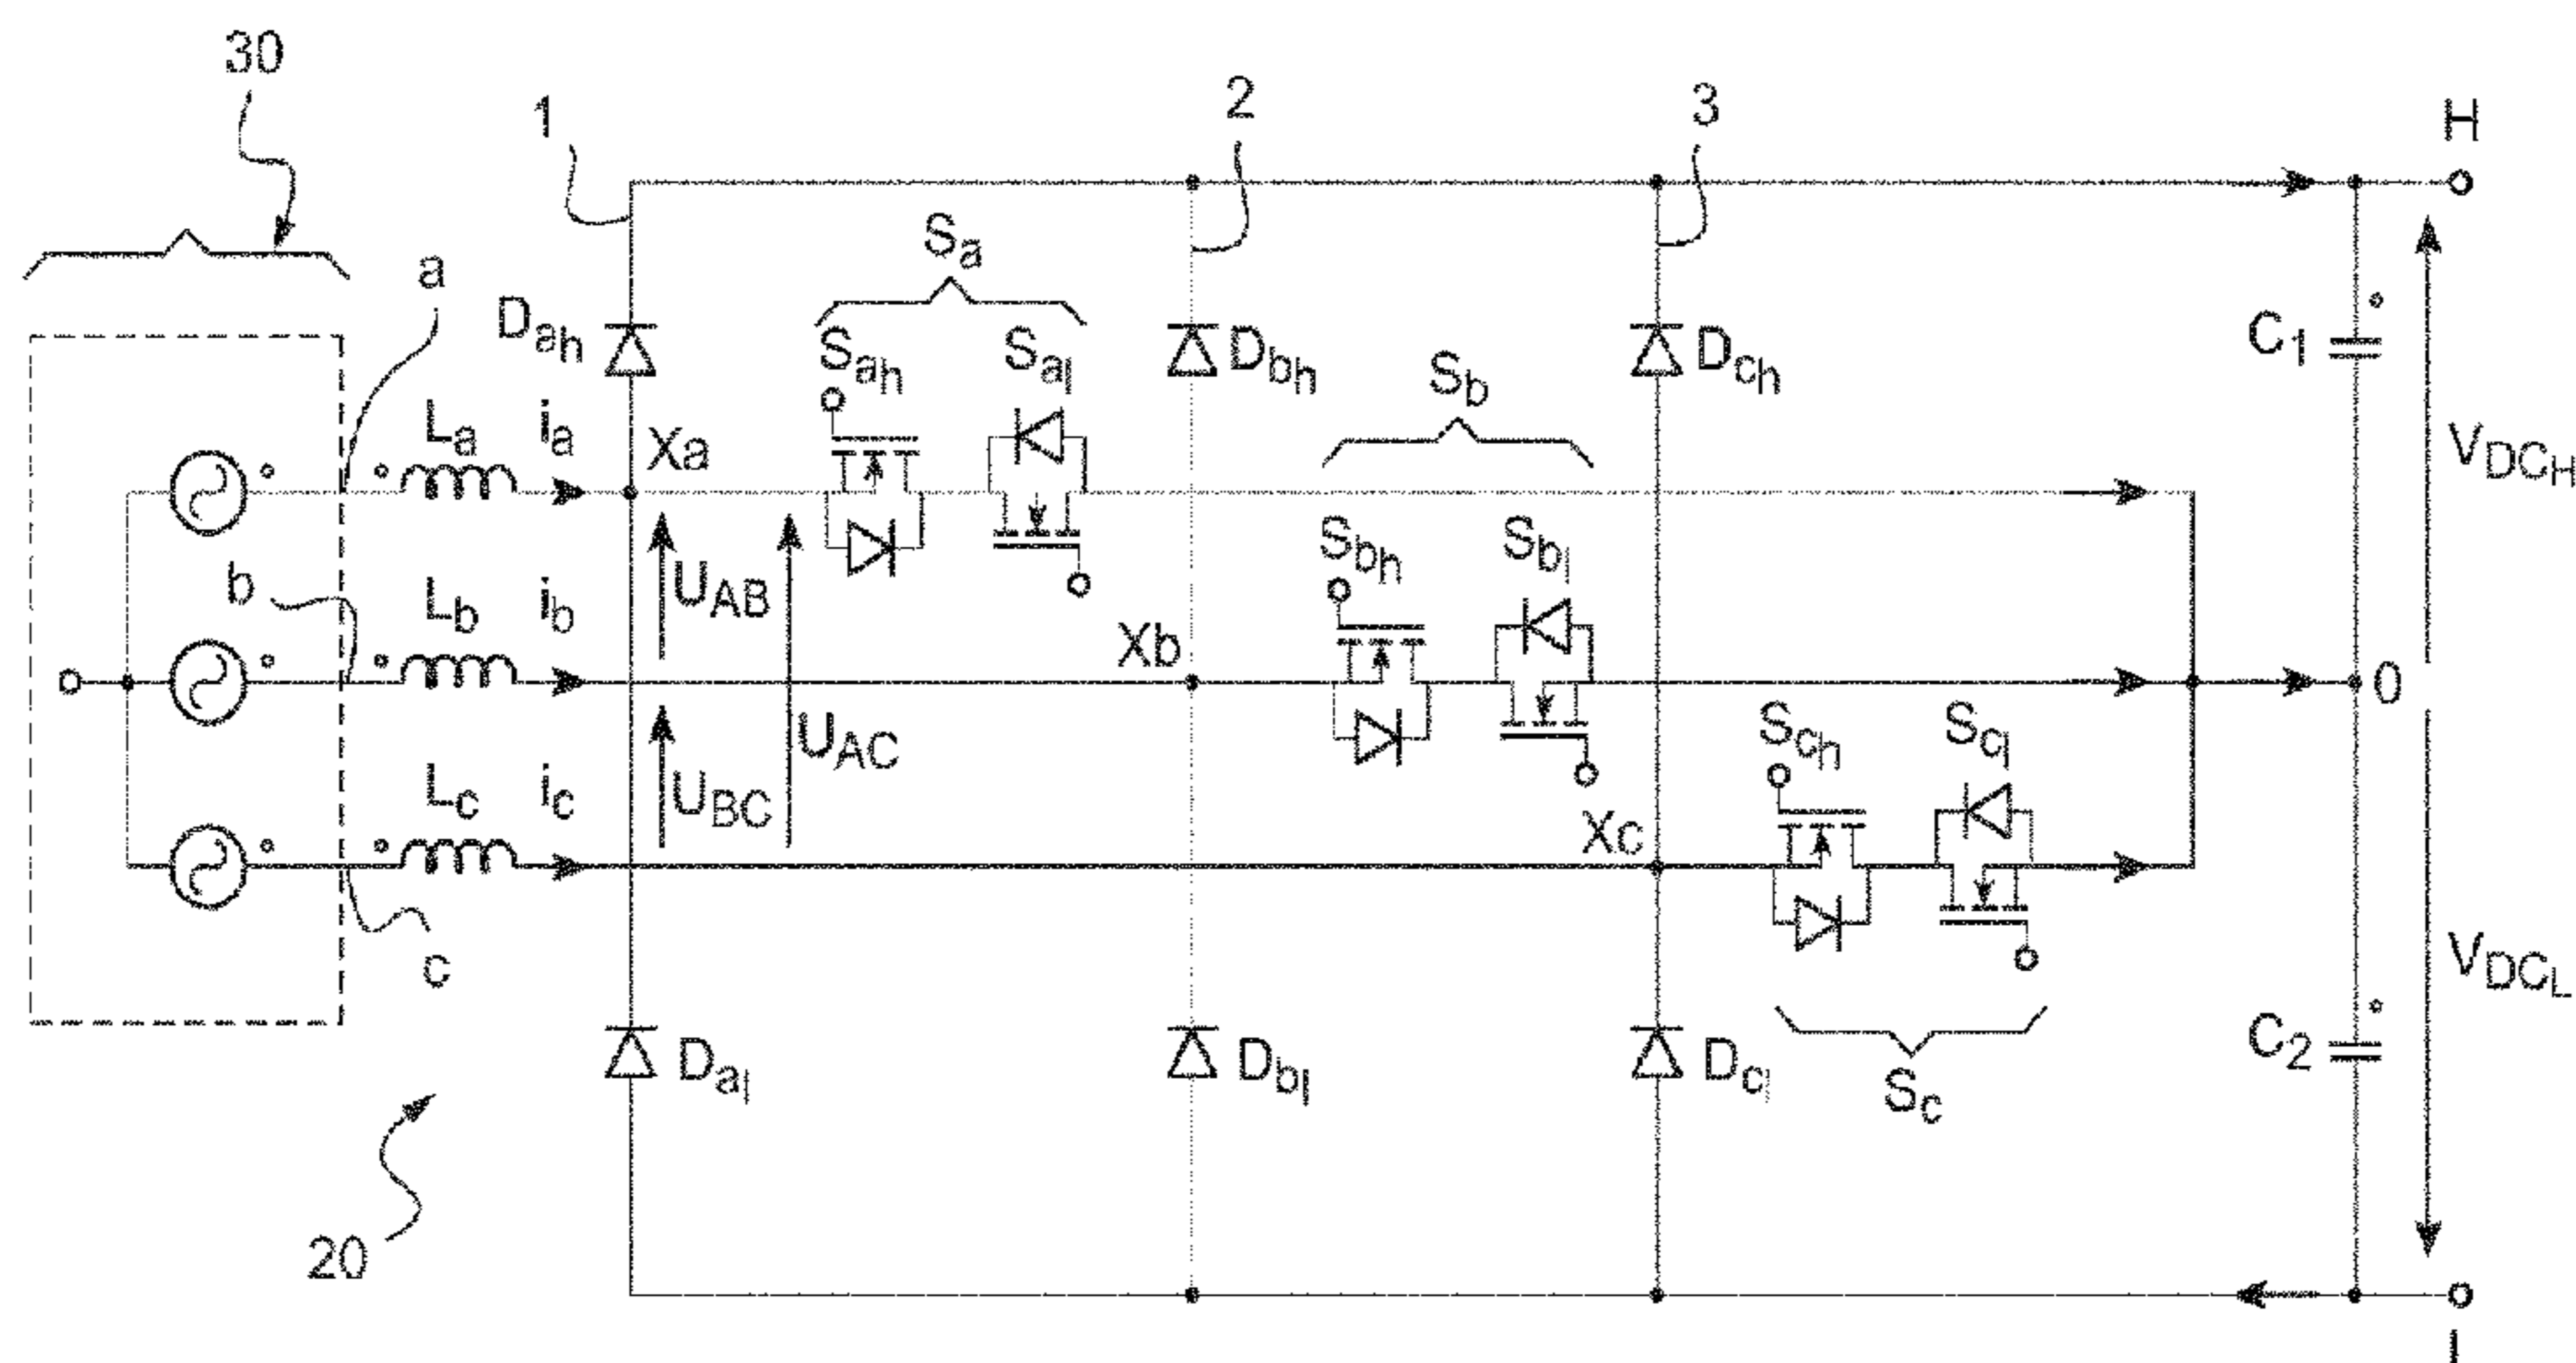 30
1
2
3
H
a
Sa
Dah
Sah
Sal
Dbh
Dch
C1
Sb
VDCH
La
ia
Xa
Sbh
Sbl
b
UAB
Lb
ib
Xb
0
UAC
Sch
Scl
Lc
ic
UBC
Xc
c
VDCL
Dal
Dbl
Dcl
Sc
C2
20